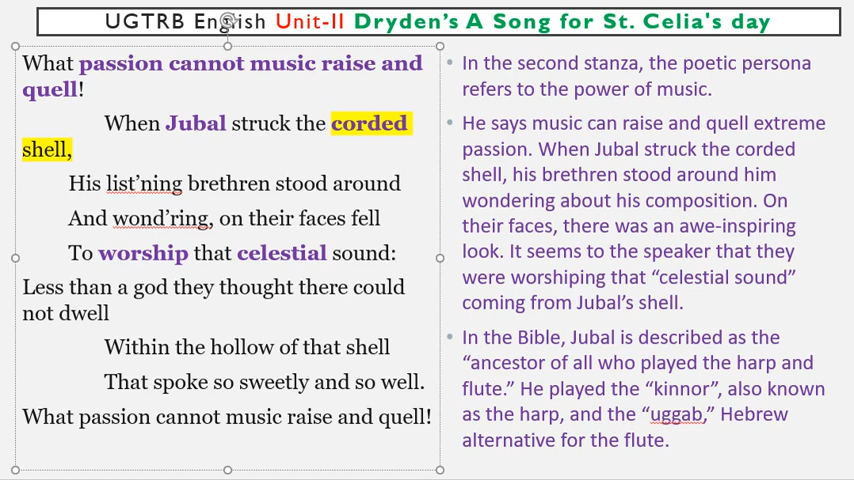 UGTRB English Unit-II Dryden's A Song for St. Celia's day
What passion cannot music raise and
quell!
When Jubal struck the corded
shell,
His list'ning brethren stood around
And wond'ring, on their faces fell
To worship that celestial sound:
Less than a god they thought there could
not dwell
Within the hollow of that shell
That spoke so sweetly and so well.
What passion cannot music raise and quell!
• In the second stanza, the poetic persona
refers to the power of music.
• He says music can raise and quell extreme
passion. When Jubal struck the corded
shell, his brethren stood around him
wondering about his composition. On
their faces, there was an awe-inspiring
look. It seems to the speaker that they
were worshiping that “celestial sound”
coming from Jubal's shell.
• In the Bible, Jubal is described as the
“ancestor of all who played the harp and
flute.” He played the “kinnor”, also known
as the harp, and the “uggab,” Hebrew
alternative for the flute.